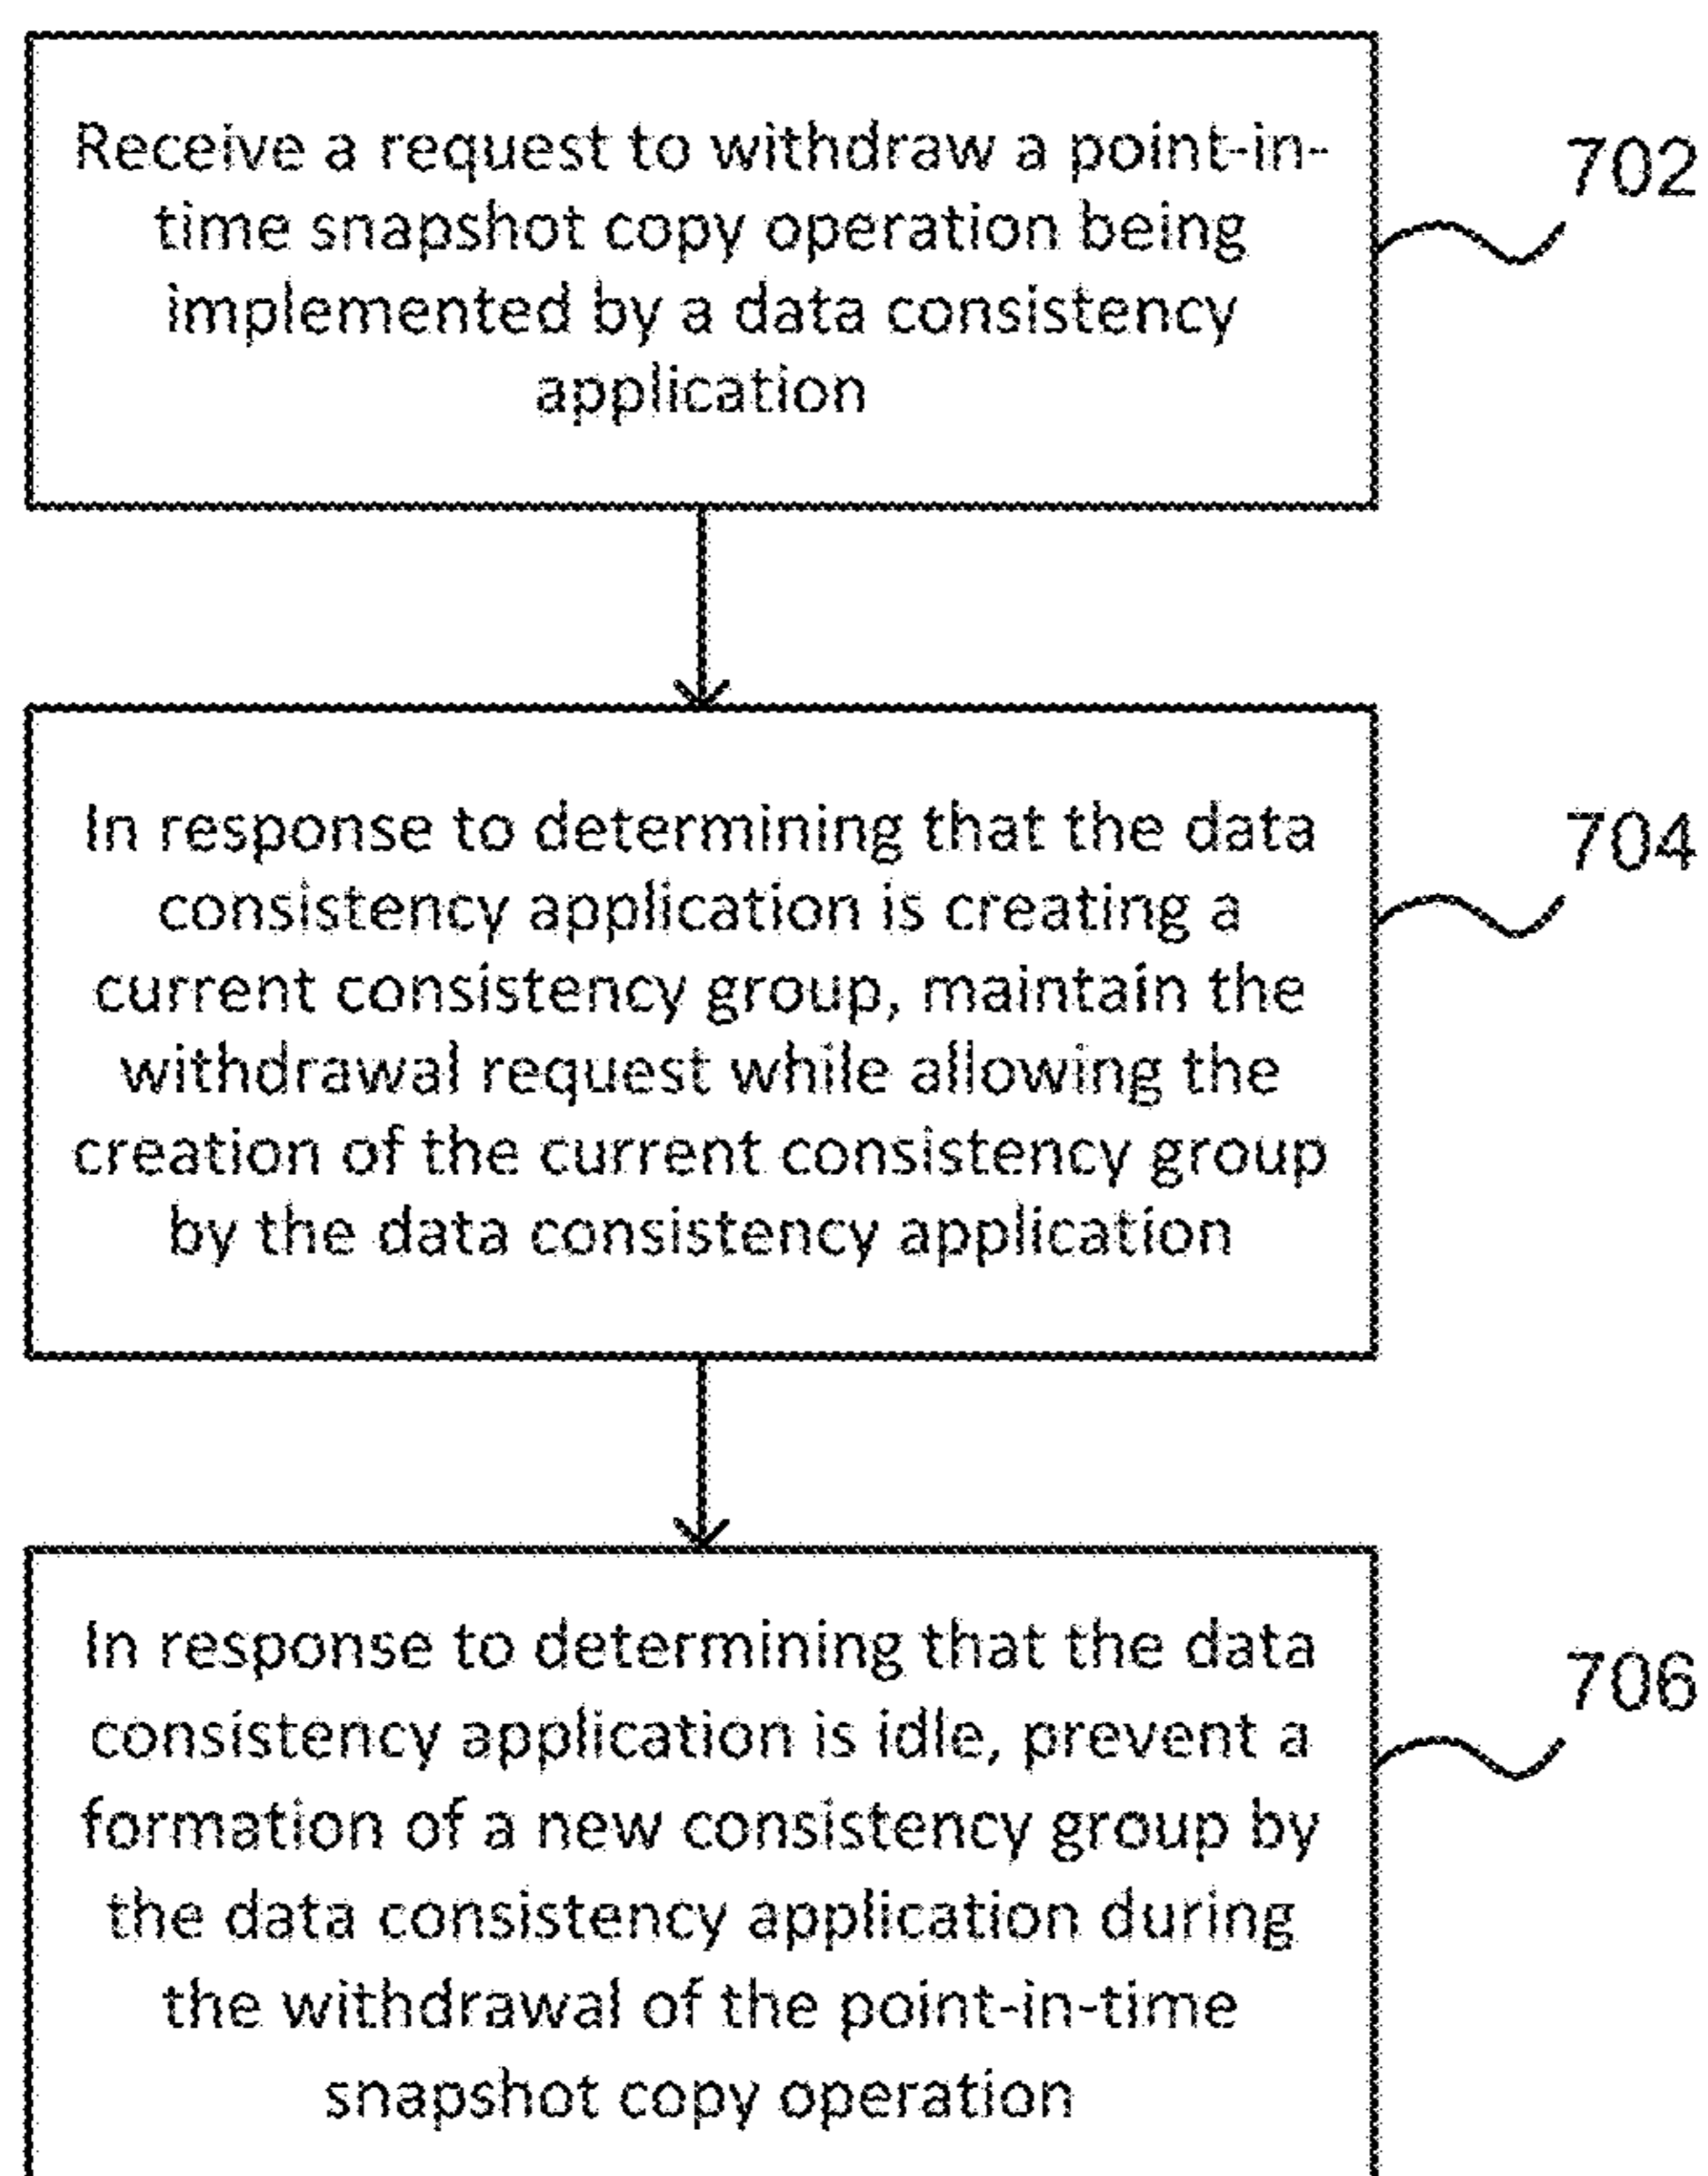 Receive a request to withdraw a point-in-
time snapshot copy operation being
implemented by a data consistency
application
702
In response to determining that the data
consistency application is creating a
current consistency group, maintain the
withdrawal request while allowing the
creation of the current consistency group
by the data consistency application
704
In response to determining that the data
consistency application is idle, prevent a
formation of a new consistency group by
the data consistency application during
the withdrawal of the point-in-time
snapshot copy operation
706